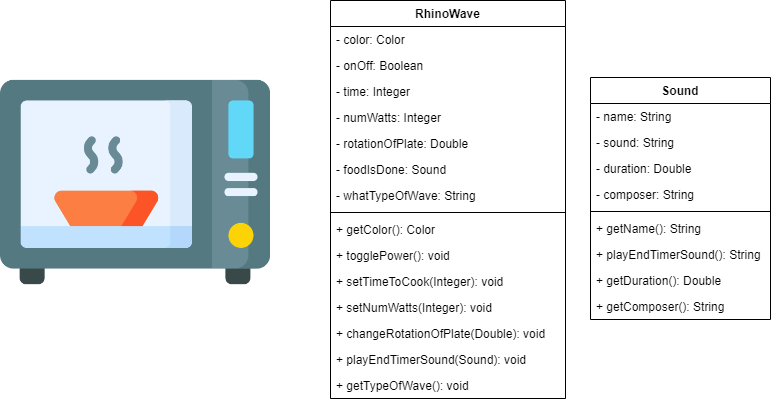 RhinoWave
- color: Color
- onOff: Boolean
- time: Integer
- numWatts: Integer
- rotationOfPlate: Double
- foodIsDone: Sound
- whatTypeOfWave: String
+ getColor(): Color
+ togglePower(): void
+ setTimeToCook(Integer): void
+ setNumWatts(Integer): void
+ changeRotationOfPlate(Double): void
+ playEndTimerSound(Sound): void
+ getTypeOfWave(): void
Sound
- name: String
- sound: String
- duration: Double
- composer: String
+ getName(): String
+ playEndTimerSound(): String
+ getDuration(): Double
+ getComposer(): String